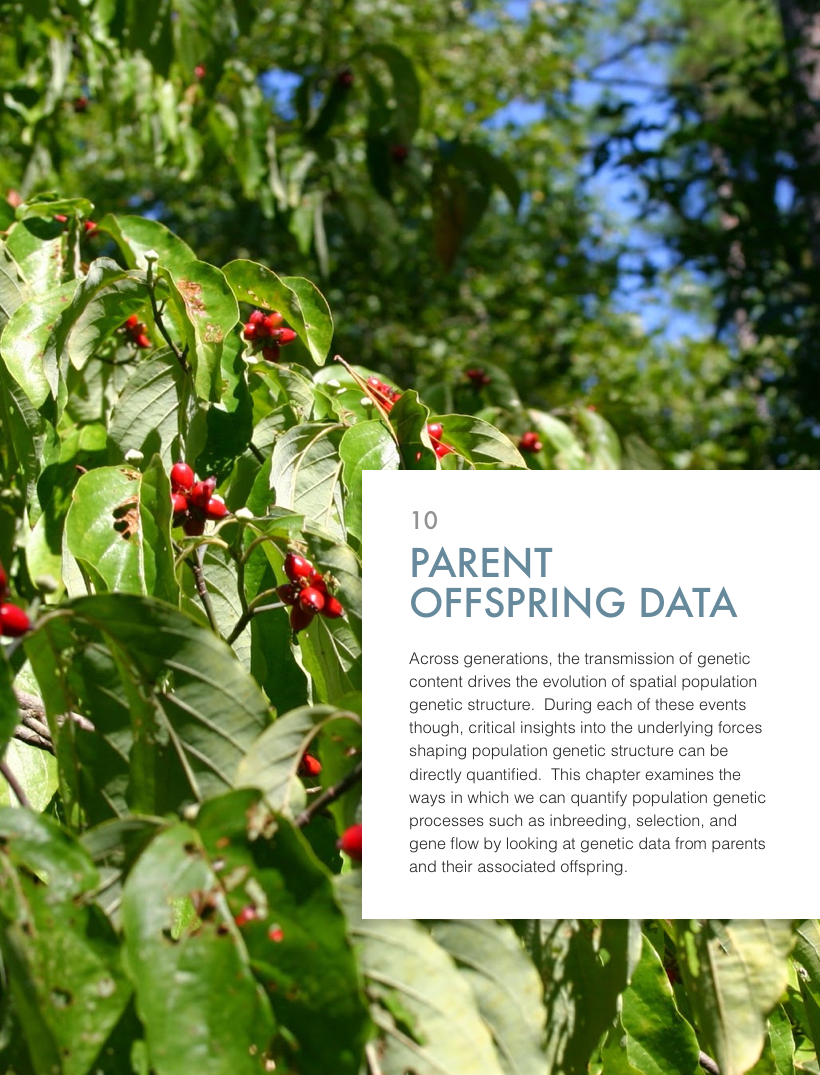 10
PARENT
OFFSPRING DATA
Across generations, the transmission of genetic
content drives the evolution of spatial population
genetic structure.  During each of these events
though, critical insights into the underlying forces
shaping population genetic structure can be
directly quantified.  This chapter examines the
ways in which we can quantify population genetic
processes such as inbreeding, selection, and
gene flow by looking at genetic data from parents
and their associated offspring.